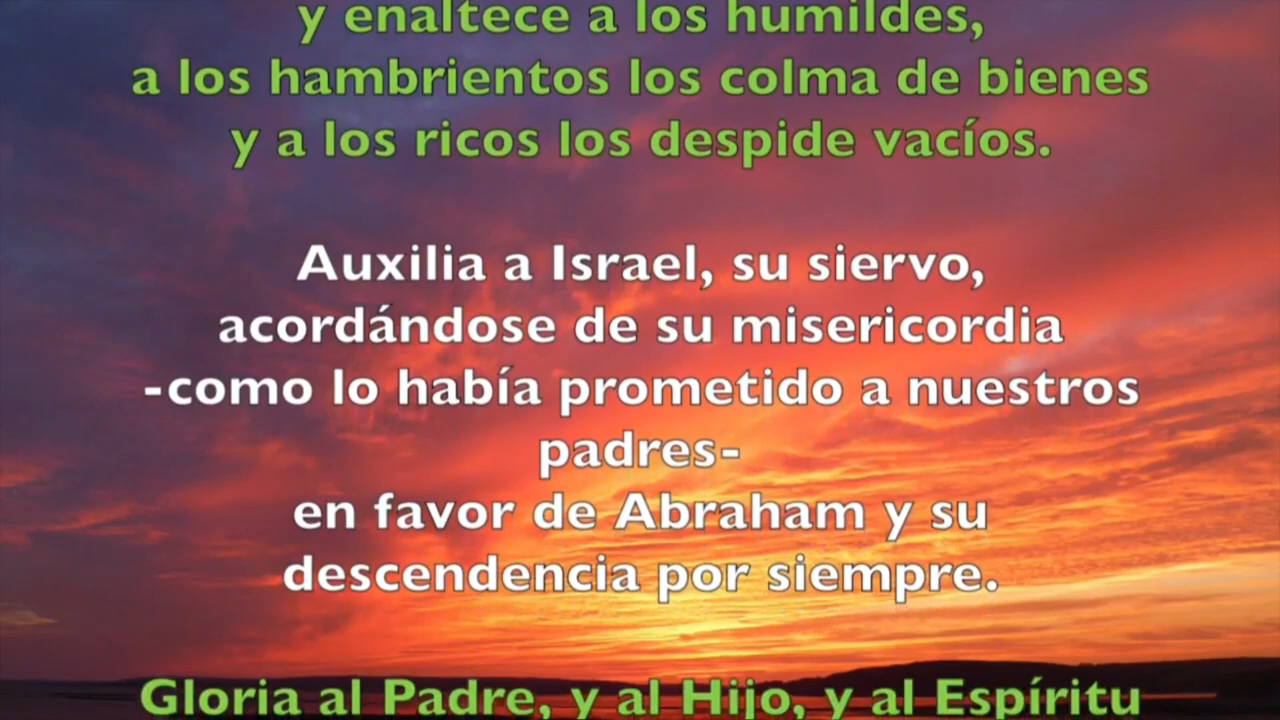 y enaltece a los humildes,
a los hambrientos los colma de bienes
y a los ricos los despide vacíos.
Auxilia a Israel, su siervo,
acordándose de su misericordia
-como lo había prometido a nuestros
padres-
en favor de Abraham y su
descendencia por siempre.
Gloria al Padre, y al Hijo, y al Espíritu